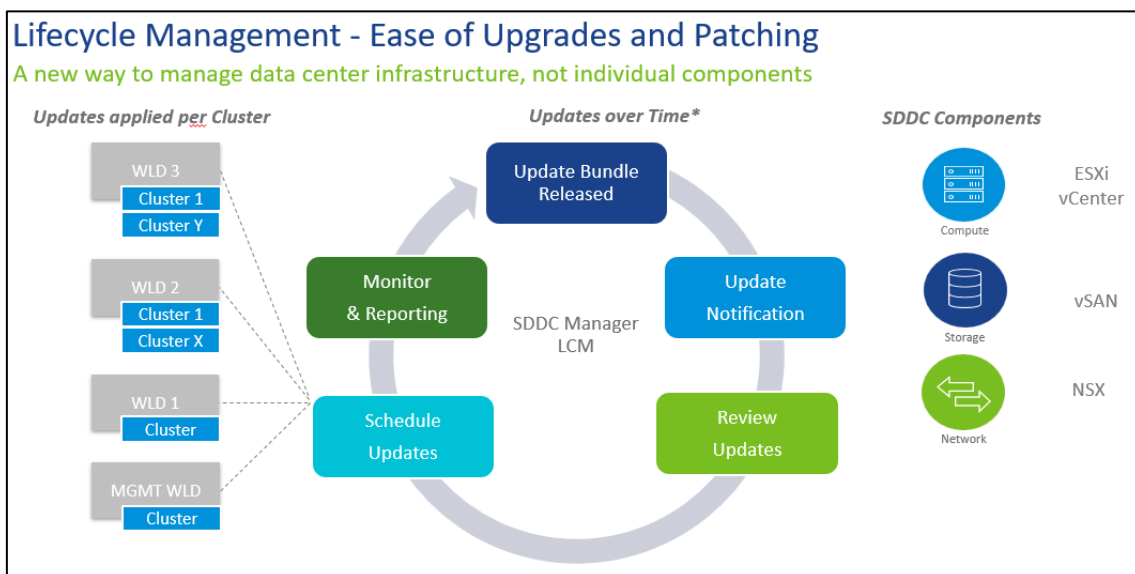 Lifecycle Management - Ease of Upgrades and Patching
A new way to manage data center infrastructure, not individual components
Updates applied per Cluster
WLD 3
Cluster 1
Cluster Y
WLD 2
Cluster 1
Cluster X
WLD 1
Cluster
MGMT WLD
Cluster
Updates over Time*
Update Bundle
Released
Update
Notification
Review
Updates
Schedule
Updates
Monitor
& Reporting
SDDC Manager
LCM
SDDC Components
Compute
ESXi
vCenter
Storage
vSAN
Network
NSX